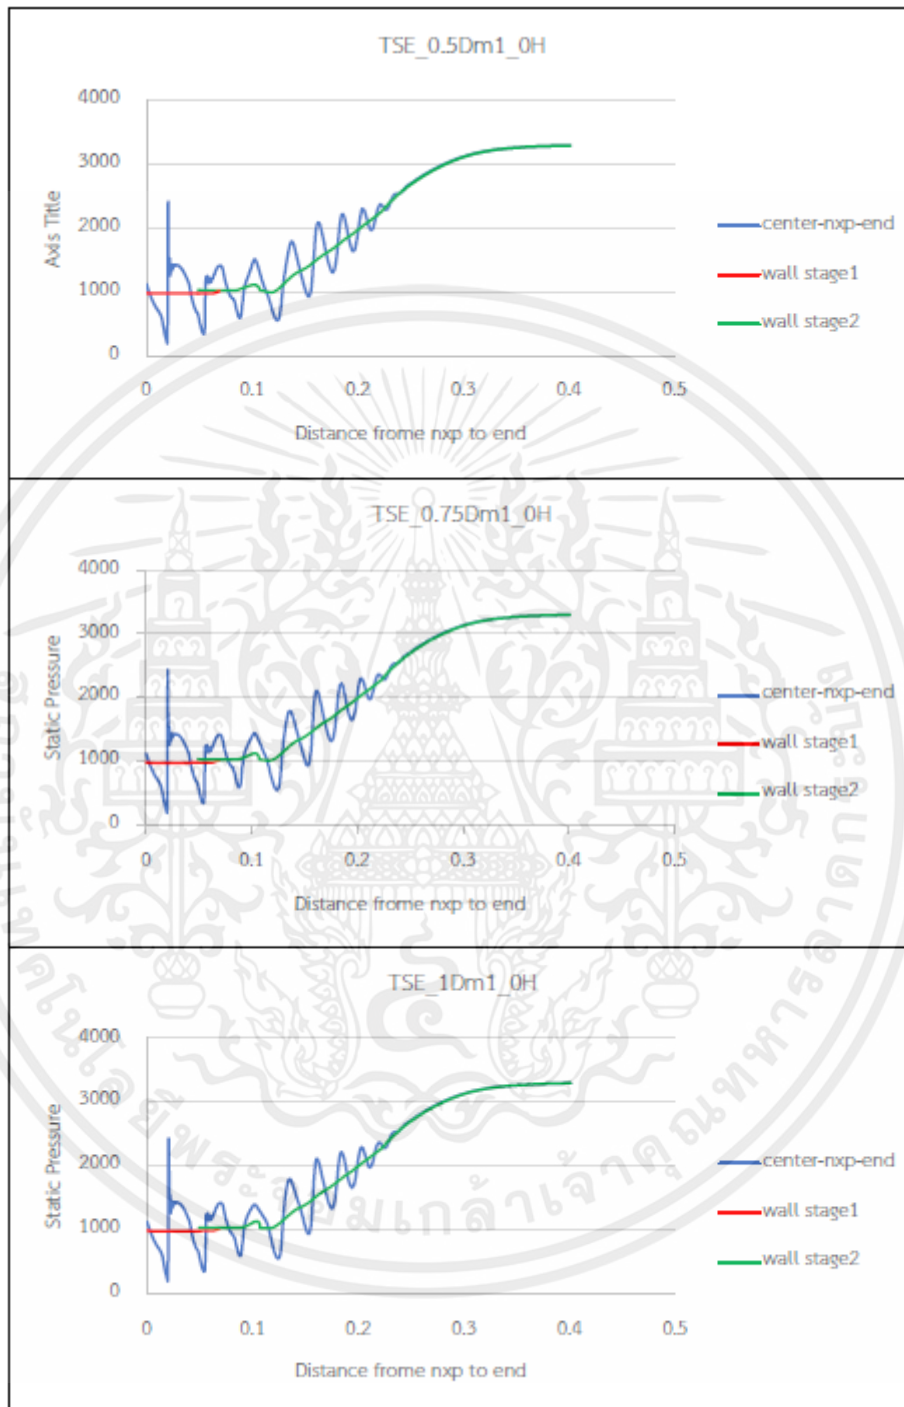 TSE_0.5Dm1_0H
4000
3000
2000
1000
0
Axis Title
0 0.1 0.2 0.3 0.4 0.5
Distance frome nxp to end
center-nxp-end
wall stage1
wall stage2
TSE_0.75Dm1_0H
4000
3000
2000
1000
0
Static Pressure
0 0.1 0.2 0.3 0.4 0.5
Distance frome nxp to end
center-nxp-end
wall stage1
wall stage2
TSE_1Dm1_0H
4000
3000
2000
1000
0
Static Pressure
0 0.1 0.2 0.3 0.4 0.5
Distance frome nxp to end
center-nxp-end
wall stage1
wall stage2